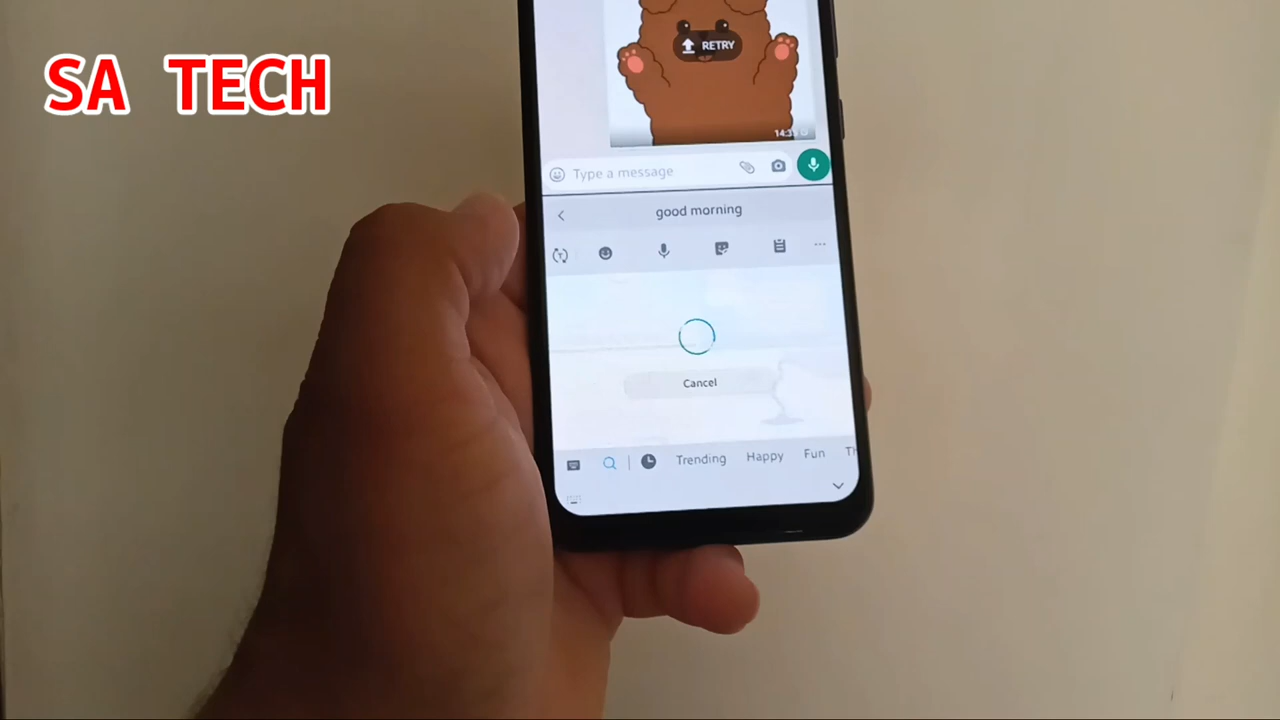 SA TECH
RETRY
Type a message
good morning
Cancel
Trending Happy Fun